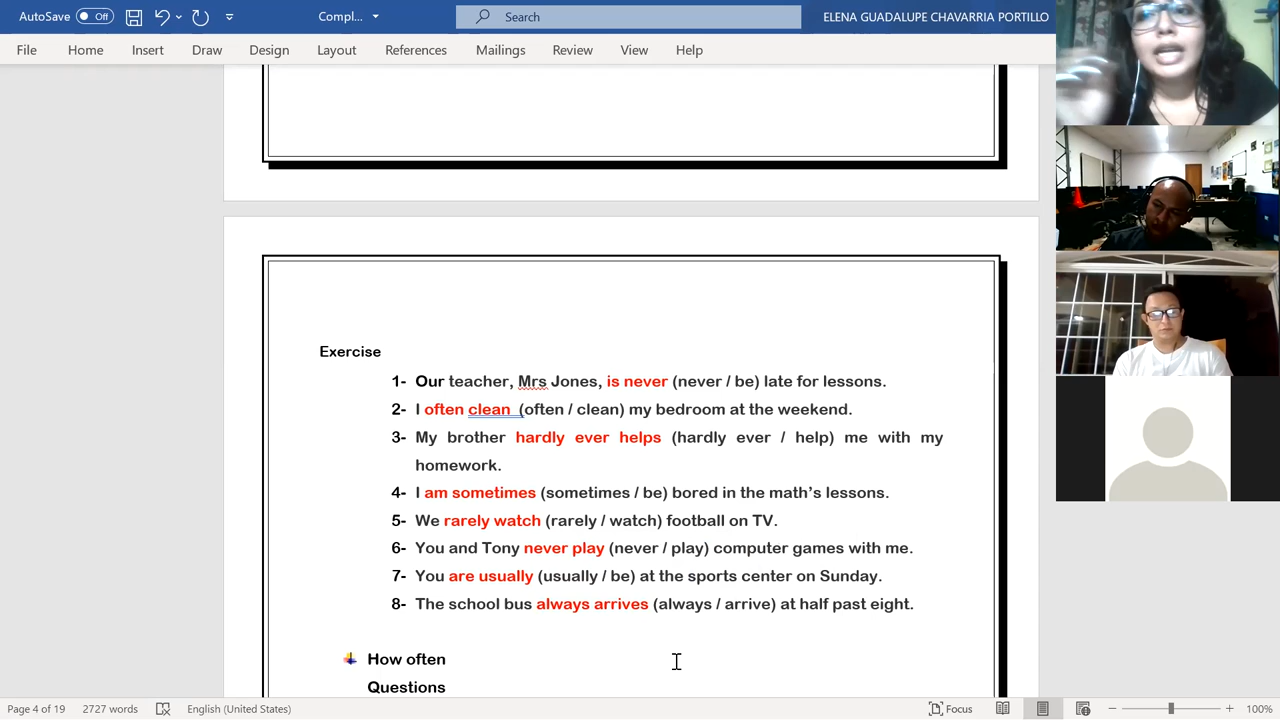 AutoSave Off Compl... Search ELENA GUADALUPE CHAVARRIA PORTILLO
File Home Insert Draw Design Layout References Mailings Review View Help
Exercise
1- Our teacher, Mrs Jones, is never (never / be) late for lessons.
2- I often clean (often / clean) my bedroom at the weekend.
3- My brother hardly ever helps (hardly ever / help) me with my
homework.
4- I am sometimes (sometimes / be) bored in the math’s lessons.
5- We rarely watch (rarely / watch) football on TV.
6- You and Tony never play (never / play) computer games with me.
7- You are usually (usually / be) at the sports center on Sunday.
8- The school bus always arrives (always / arrive) at half past eight.
How often
Questions
Page 4 of 19 2727 words English (United States) Focus 100%